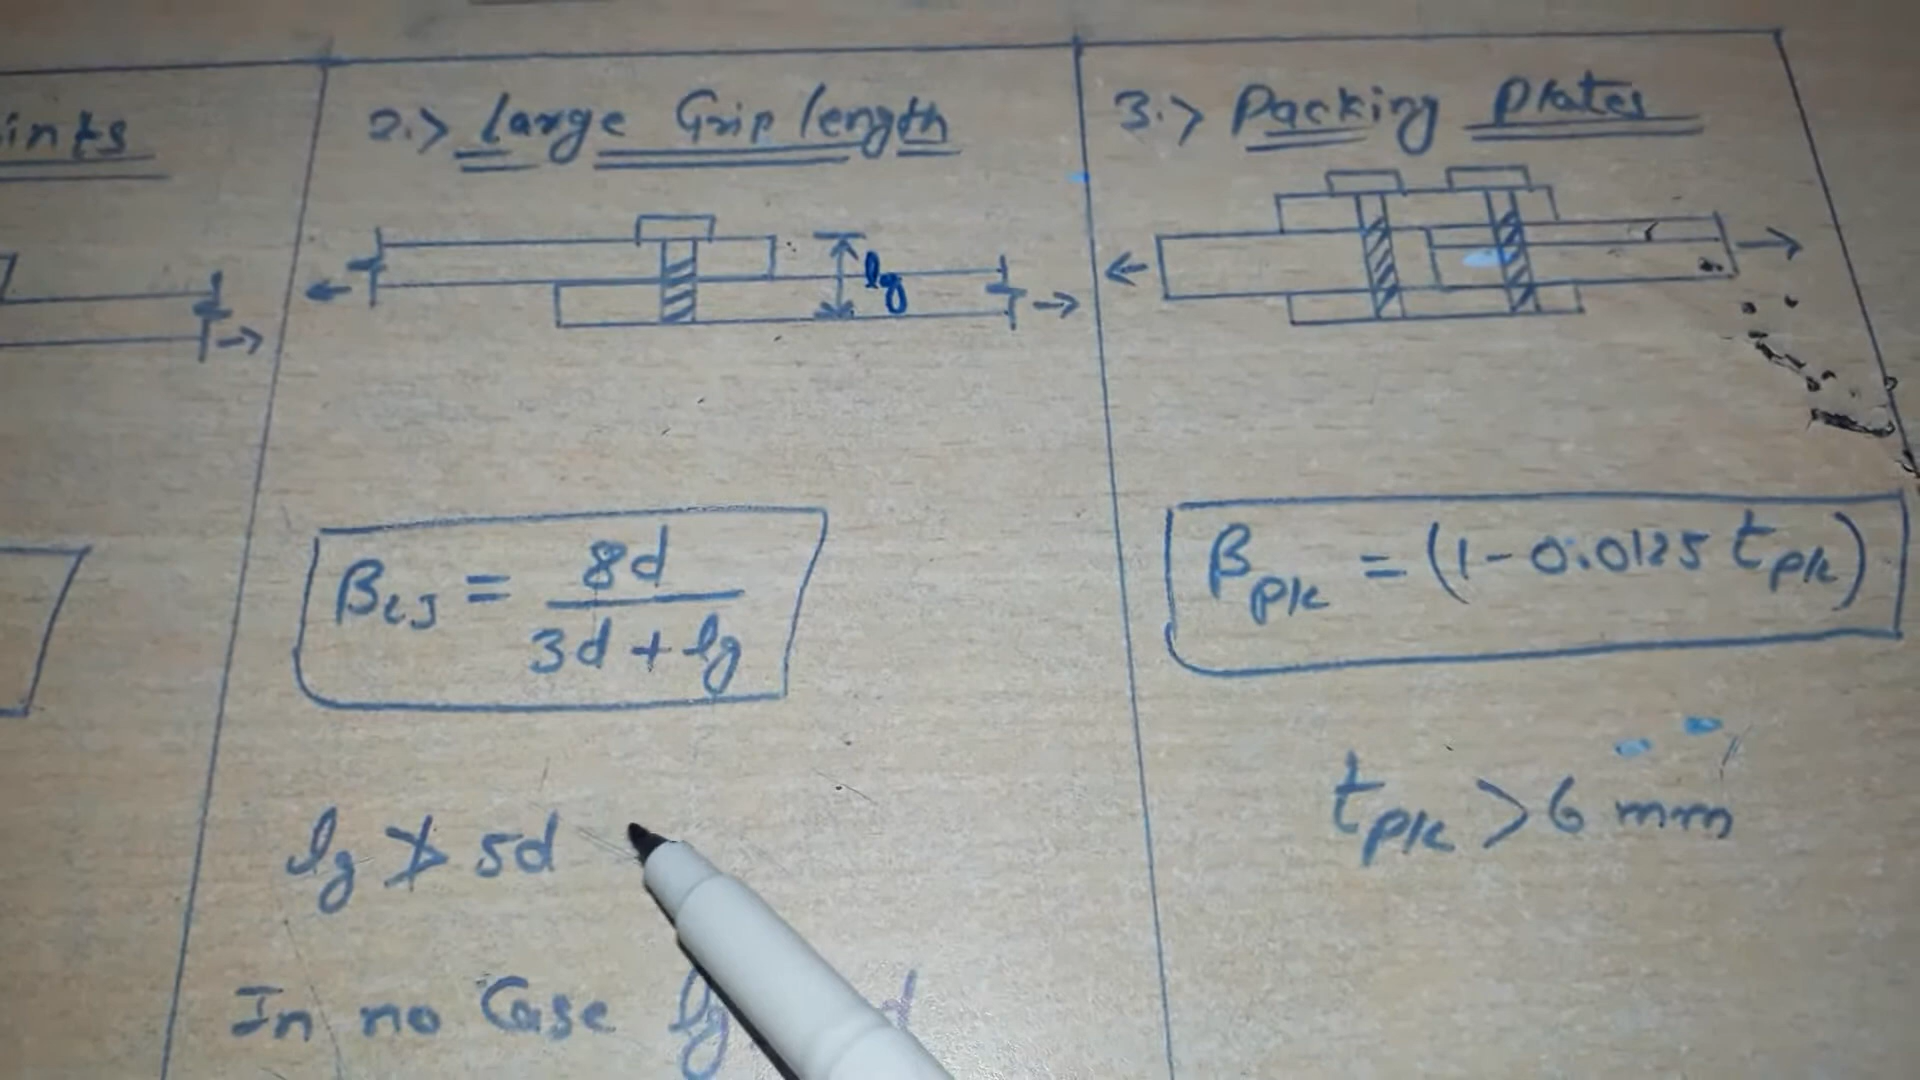 ints
2.> Large Grip length
lg
βLJ = 8d / 3d + lg
lg ≯ 5d
In no Case lg d
3.> Packing Plates
βpk = (1 - 0.0125 tpk)
tpk > 6 mm